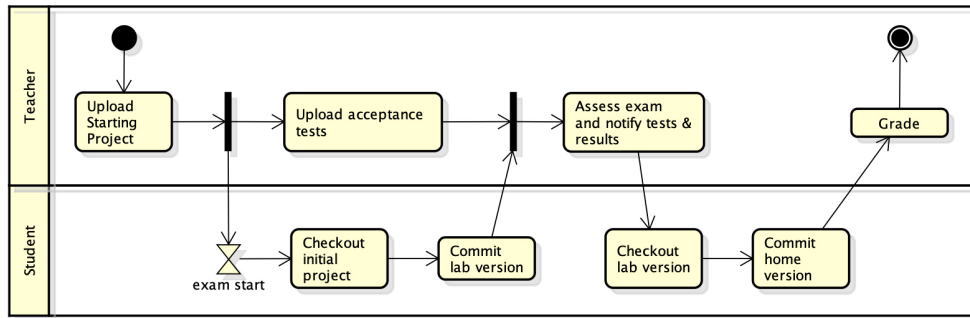 Teacher
Upload
Starting
Project
Upload acceptance
tests
Assess exam
and notify tests &
results
Grade
Student
exam start
Checkout
initial
project
Commit
lab version
Checkout
lab version
Commit
home
version